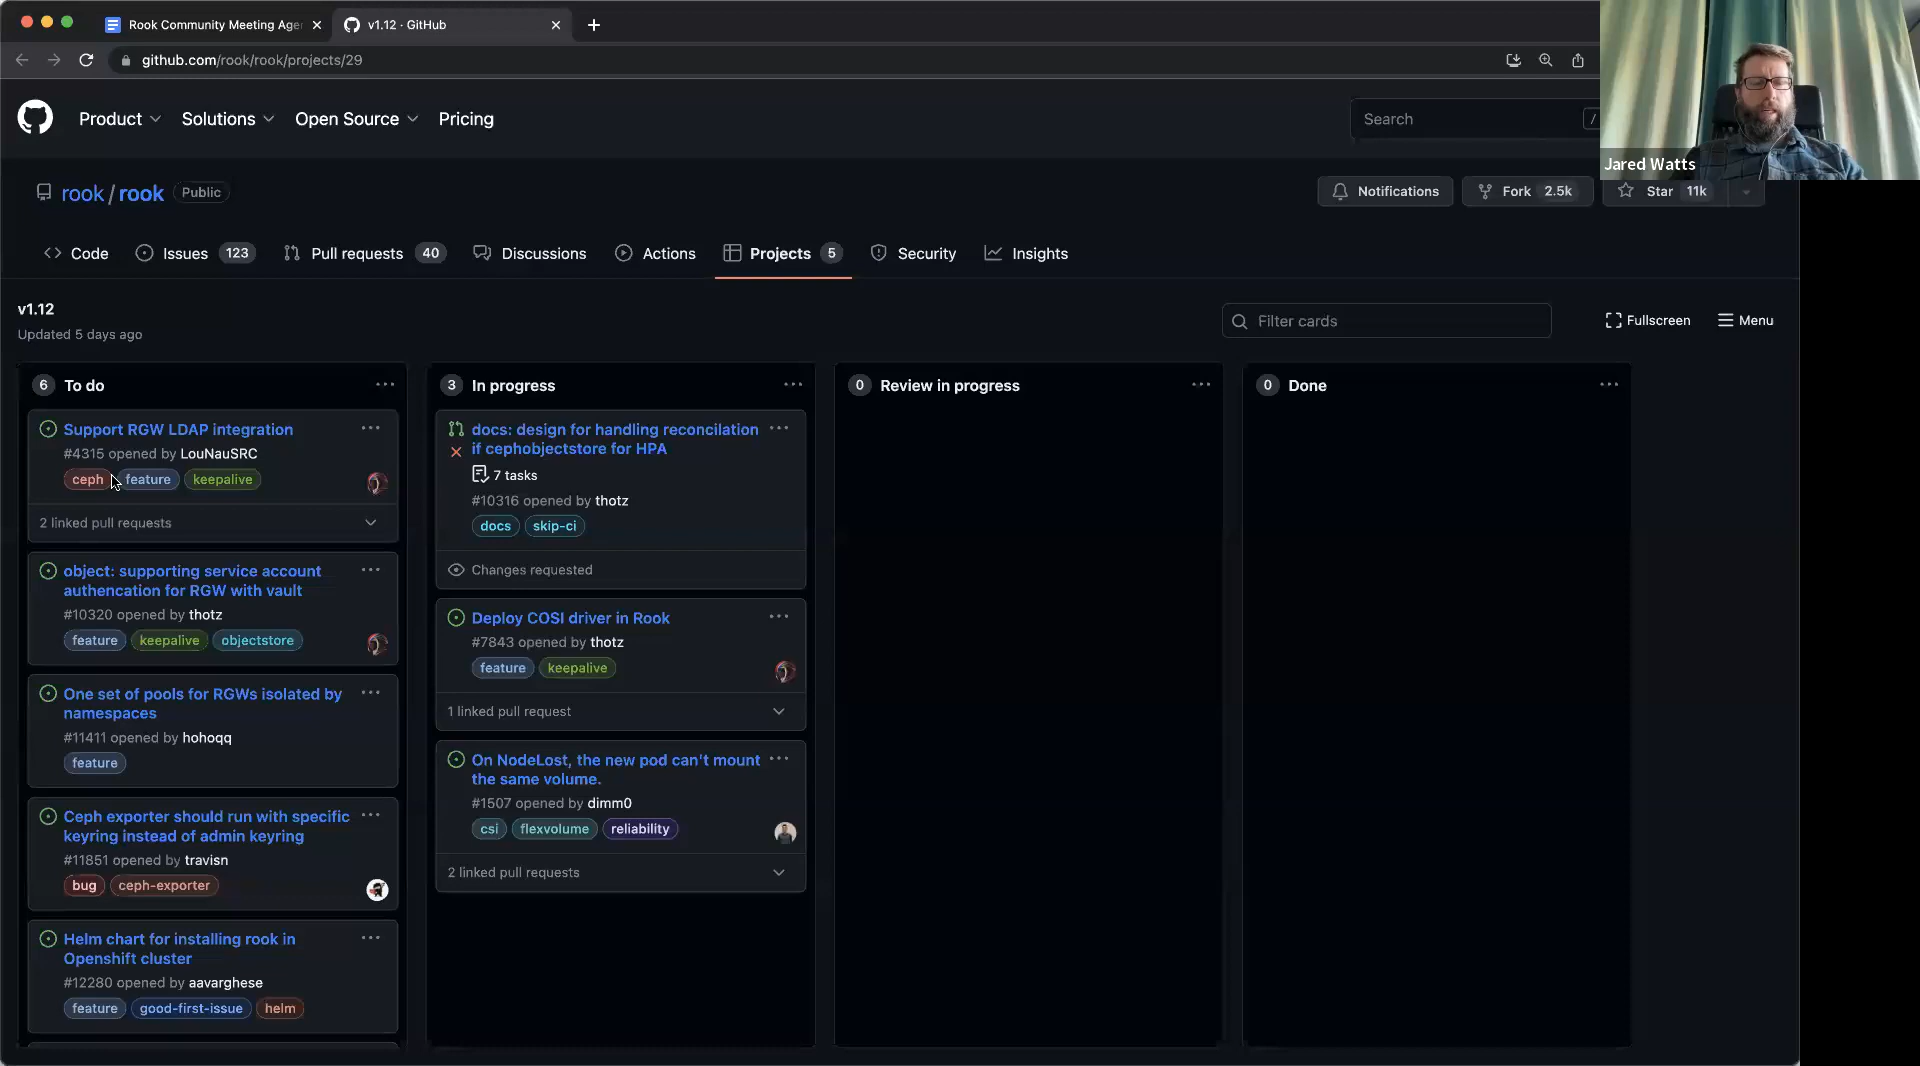 Rook Community Meeting Age
v1.12 · GitHub
github.com/rook/rook/projects/29
Product
Solutions
Open Source
Pricing
Search
/
Jared Watts
rook / rook
Public
Notifications
Fork 2.5k
Star 11k
Code
Issues 123
Pull requests 40
Discussions
Actions
Projects 5
Security
Insights
v1.12
Updated 5 days ago
Filter cards
Fullscreen
Menu
6 To do
Support RGW LDAP integration
#4315 opened by LouNauSRC
ceph feature keepalive
2 linked pull requests
object: supporting service account
authencation for RGW with vault
#10320 opened by thotz
feature keepalive objectstore
One set of pools for RGWs isolated by
namespaces
#11411 opened by hohoqq
feature
Ceph exporter should run with specific
keyring instead of admin keyring
#11851 opened by travisn
bug ceph-exporter
Helm chart for installing rook in
Openshift cluster
#12280 opened by aavarghese
feature good-first-issue helm
3 In progress
docs: design for handling reconcilation
if cephobjectstore for HPA
7 tasks
#10316 opened by thotz
docs skip-ci
Changes requested
Deploy COSI driver in Rook
#7843 opened by thotz
feature keepalive
1 linked pull request
On NodeLost, the new pod can't mount
the same volume.
#1507 opened by dimm0
csi flexvolume reliability
2 linked pull requests
0 Review in progress
0 Done